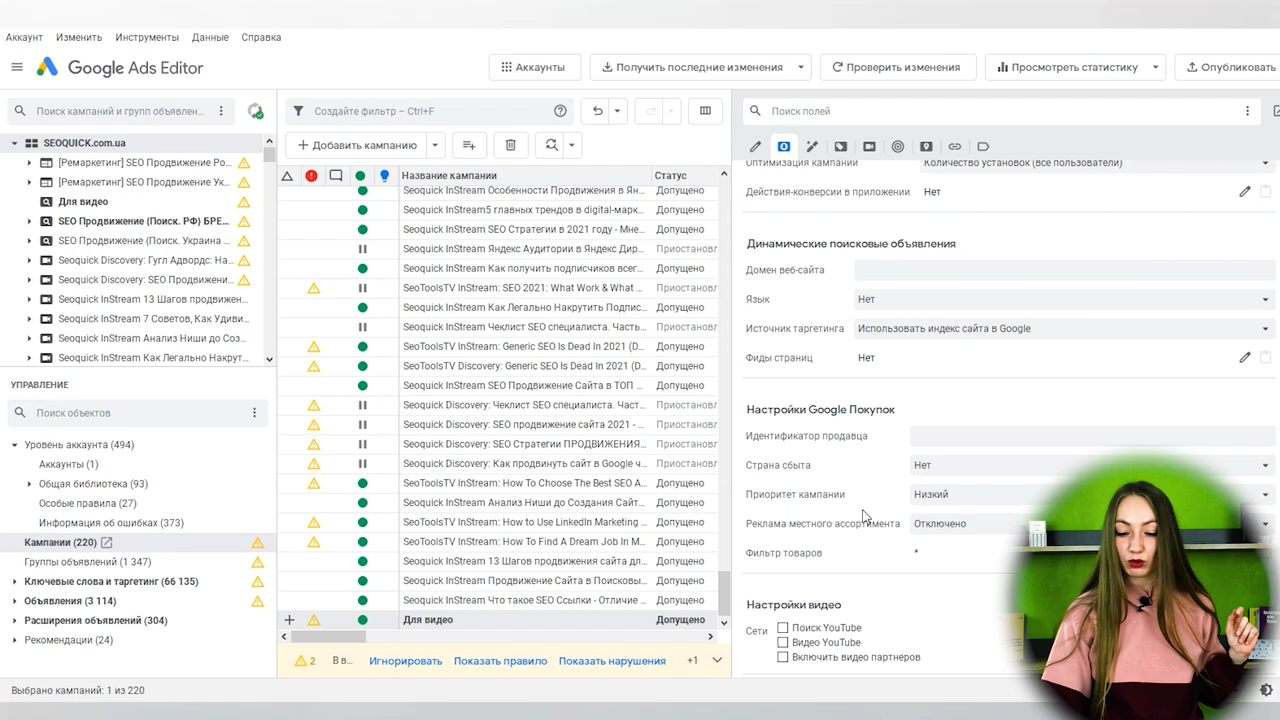 Аккаунт Изменить Инструменты Данные Справка
Google Ads Editor
Аккаунты
Получить последние изменения
Проверить изменения
Просмотреть статистику
Опубликовать
Поиск кампаний и групп объявлен...
SEOQUICK.com.ua
[Ремаркетинг] SEO Продвижение Ро...
[Ремаркетинг] SEO Продвижение Ук...
Для видео
SEO Продвижение (Поиск. РФ) БРЕ...
SEO Продвижение (Поиск. Украина ...
Seoquick Discovery: Гугл Адвордс: На...
Seoquick Discovery: SEO Продвижени...
Seoquick InStream 13 Шагов продвижен...
Seoquick InStream 7 Советов, Как Удиви...
Seoquick InStream Анализ Ниши до Соз...
Seoquick InStream Как Легально Накрут...
УПРАВЛЕНИЕ
Поиск объектов
Уровень аккаунта (494)
Аккаунты (1)
Общая библиотека (93)
Особые правила (27)
Информация об ошибках (373)
Кампании (220)
Группы объявлений (1 347)
Ключевые слова и таргетинг (66 135)
Объявления (3 114)
Расширения объявлений (304)
Рекомендации (24)
Выбрано кампаний: 1 из 220
Создайте фильтр – Ctrl+F
Добавить кампанию
Название кампании Статус
Seoquick InStream Особенности Продвижения в Ян... Допущено
Seoquick InStream5 главных трендов в digital-марк... Допущено
Seoquick InStream SEO Стратегии в 2021 году - Мне... Допущено
Seoquick InStream Яндекс Аудитории в Яндекс Дир... Приостановл
Seoquick InStream Как получить подписчиков всег... Допущено
SeoToolsTV InStream: SEO 2021: What Work & What ... Приостановл
Seoquick InStream Как Легально Накрутить Подпис... Допущено
Seoquick InStream Чеклист SEO специалиста. Часть... Приостановл
SeoToolsTV InStream: Generic SEO Is Dead In 2021 (D... Допущено
SeoToolsTV Discovery: Generic SEO Is Dead In 2021 (... Допущено
Seoquick InStream SEO Продвижение Сайта в ТОП ... Допущено
Seoquick Discovery: Чеклист SEO специалиста. Част... Приостановл
Seoquick Discovery: SEO продвижение сайта 2021 - ... Приостановл
Seoquick Discovery: SEO Стратегии ПРОДВИЖЕНИЯ... Приостановл
Seoquick Discovery: Как продвинуть сайт в Google ч... Приостановл
SeoToolsTV InStream: How To Choose The Best SEO A... Допущено
Seoquick InStream Анализ Ниши до Создания Сайт... Допущено
SeoToolsTV InStream: How to Use LinkedIn Marketing ... Допущено
SeoToolsTV InStream: How To Find A Dream Job In M... Допущено
Seoquick InStream 13 Шагов продвижения сайта дл... Допущено
Seoquick InStream Продвижение Сайта в Поисковы... Допущено
Seoquick InStream Что такое SEO Ссылки - Отличие ... Допущено
Для видео Допущено
2 В в... Игнорировать Показать правило Показать нарушения +1
Поиск полей
Оптимизация кампании Количество установок (все пользователи)
Действия-конверсии в приложении Нет
Динамические поисковые объявления
Домен веб-сайта
Язык Нет
Источник таргетинга Использовать индекс сайта в Google
Фиды страниц Нет
Настройки Google Покупок
Идентификатор продавца
Страна сбыта Нет
Приоритет кампании Низкий
Реклама местного ассортимента Отключено
Фильтр товаров *
Настройки видео
Сети Поиск YouTube
Видео YouTube
Включить видео партнеров